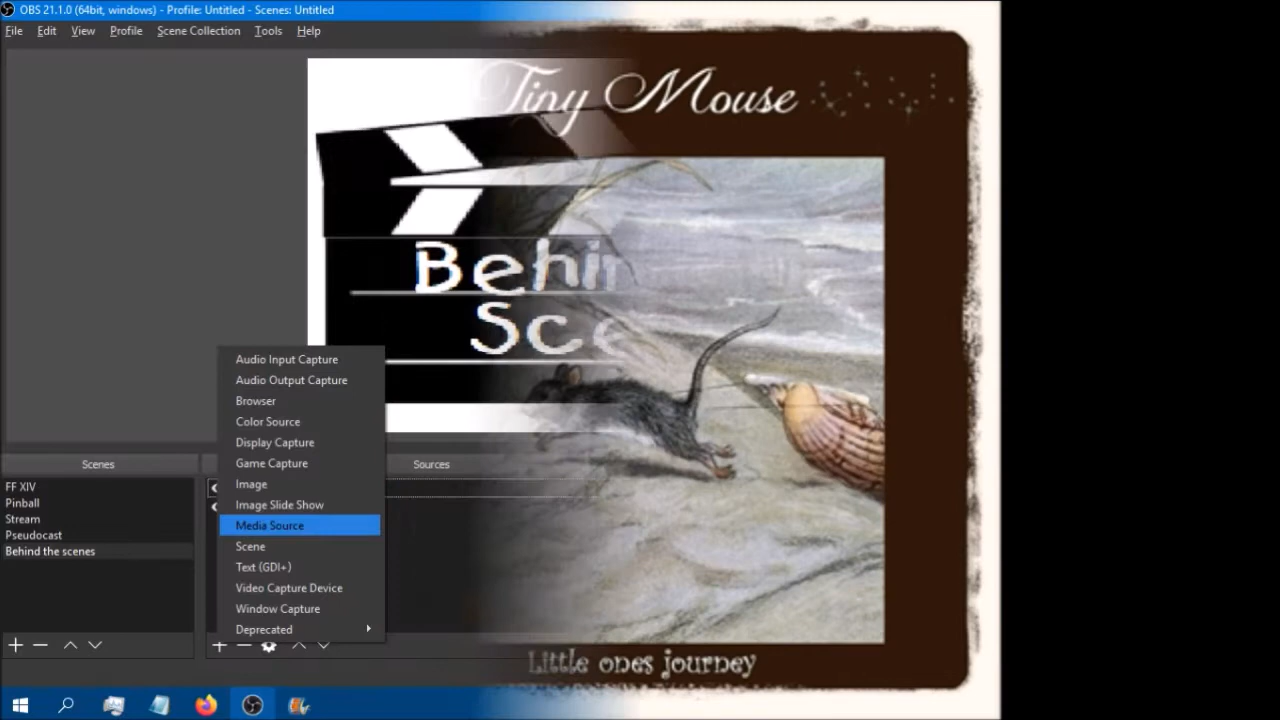 OBS 21.1.0 (64bit, windows) - Profile: Untitled - Scenes: Untitled
File Edit View Profile Scene Collection Tools Help
Tiny Mouse
Behin
Sce
Audio Input Capture
Audio Output Capture
Browser
Color Source
Display Capture
Game Capture
Image
Image Slide Show
Media Source
Scene
Text (GDI+)
Video Capture Device
Window Capture
Deprecated
Scenes
Sources
FF XIV
Pinball
Stream
Pseudocast
Behind the scenes
Little ones journey